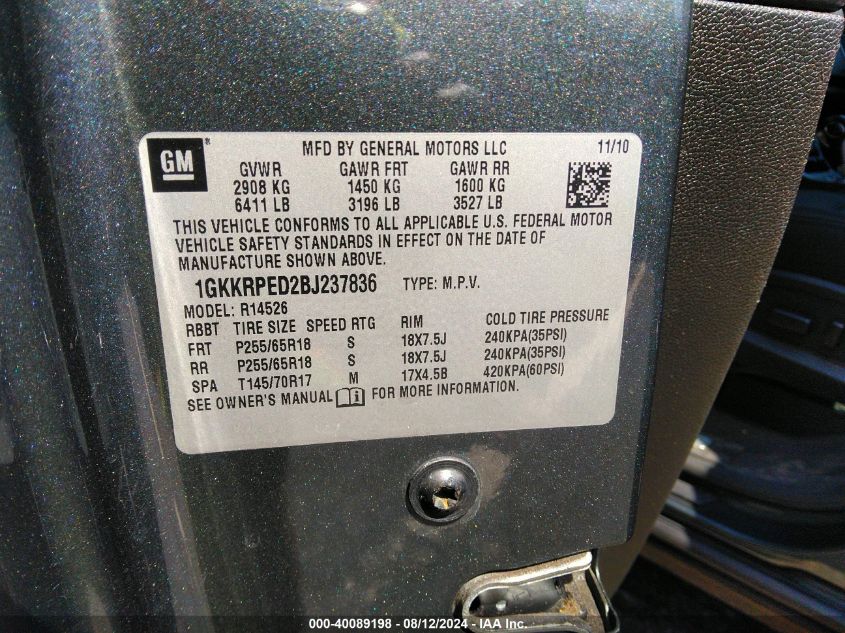 GM ® MFD BY GENERAL MOTORS LLC 11/10
GVWR GAWR FRT GAWR RR
2908 KG 1450 KG 1600 KG
6411 LB 3196 LB 3527 LB
THIS VEHICLE CONFORMS TO ALL APPLICABLE U.S. FEDERAL MOTOR
VEHICLE SAFETY STANDARDS IN EFFECT ON THE DATE OF
MANUFACTURE SHOWN ABOVE.
1GKKRPED2BJ237836 TYPE: M.P.V.
MODEL: R14526
RBBT TIRE SIZE SPEED RTG RIM COLD TIRE PRESSURE
FRT P255/65R18 S 18X7.5J 240KPA(35PSI)
RR P255/65R18 S 18X7.5J 240KPA(35PSI)
SPA T145/70R17 M 17X4.5B 420KPA(60PSI)
SEE OWNER'S MANUAL FOR MORE INFORMATION.
000-40089198 - 08/12/2024 - IAA Inc.